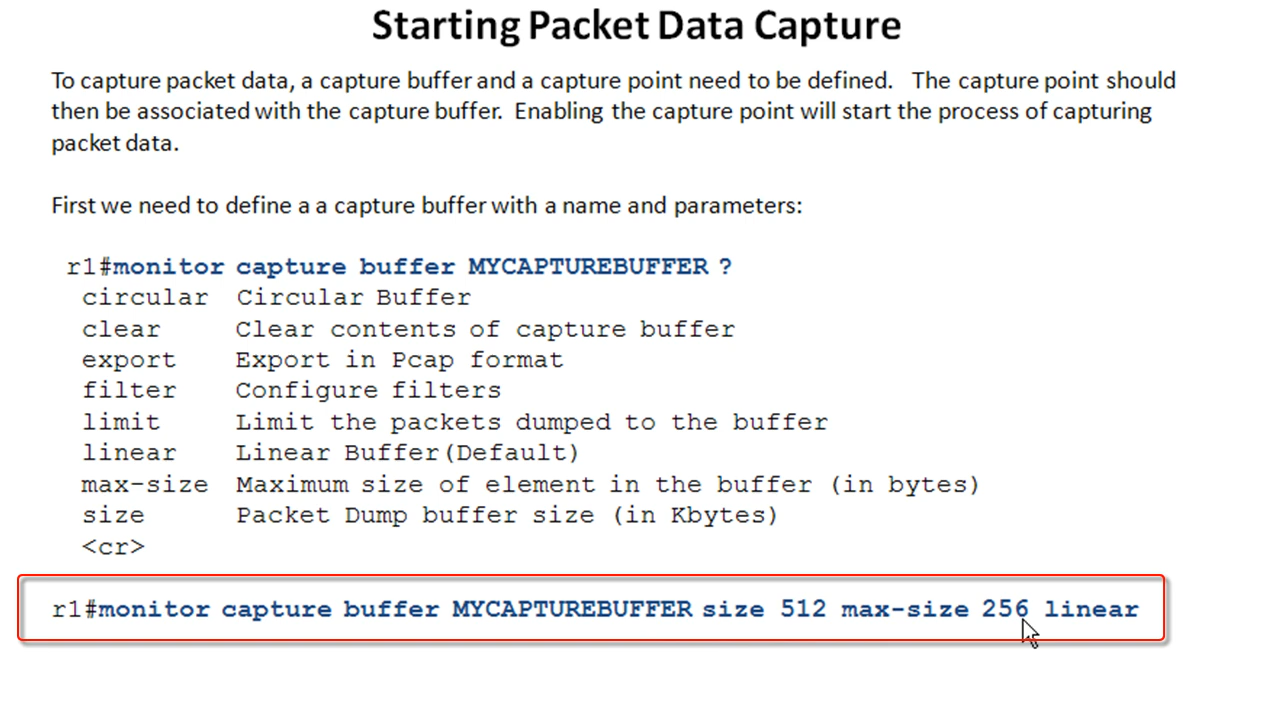 Starting Packet Data Capture
To capture packet data, a capture buffer and a capture point need to be defined. The capture point should
then be associated with the capture buffer. Enabling the capture point will start the process of capturing
packet data.
First we need to define a a capture buffer with a name and parameters:
r1#monitor capture buffer MYCAPTUREBUFFER ?
circular Circular Buffer
clear Clear contents of capture buffer
export Export in Pcap format
filter Configure filters
limit Limit the packets dumped to the buffer
linear Linear Buffer(Default)
max-size Maximum size of element in the buffer (in bytes)
size Packet Dump buffer size (in Kbytes)
<cr>
r1#monitor capture buffer MYCAPTUREBUFFER size 512 max-size 256 linear